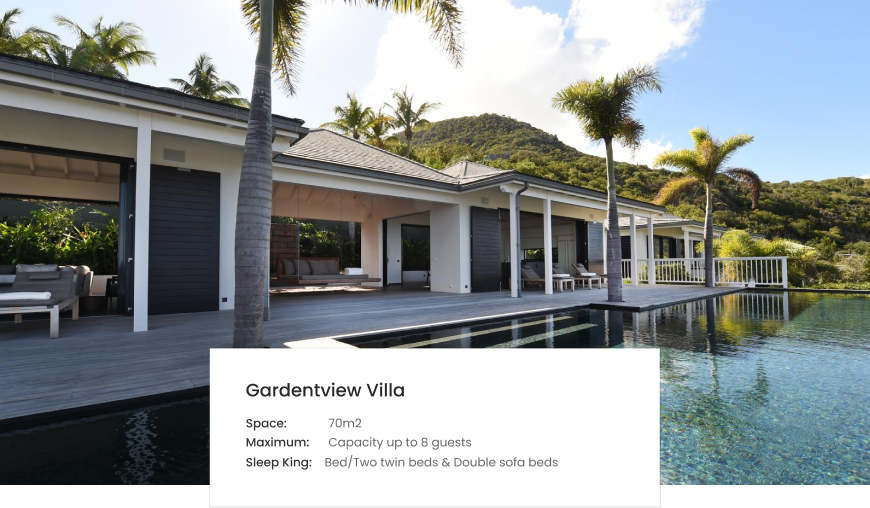 Gardentview Villa
Space: 70m2
Maximum: Capacity up to 8 guests
Sleep King: Bed/Two twin beds & Double sofa beds